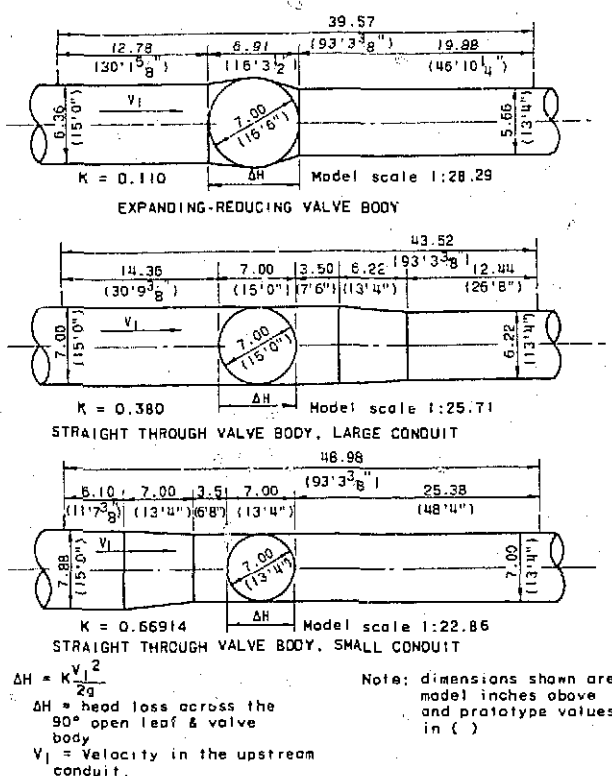 39.57
12.78 6.91 (93'3 3/8") 19.88
(30'1 5/8") (16'3 1/2") (46'10 1/4")
V1
6.36
(15'0")
7.00
(16'6")
5.66
(13'4")
K = 0.110 ΔH Model scale 1:28.29
EXPANDING-REDUCING VALVE BODY
43.52
(93'3 3/8")
14.36 7.00 3.50 6.22 12.44
(30'9 3/8") (15'0") (7'6") (13'4") (26'8")
V1
7.00
(15'0")
7.00
(15'0")
6.22
(13'4")
K = 0.380 ΔH Model scale 1:25.71
STRAIGHT THROUGH VALVE BODY, LARGE CONDUIT
48.98
(93'3 3/8")
6.10 7.00 3.5 7.00 25.38
(11'7 3/8") (13'4") (6'8") (13'4") (48'4")
V1
7.88
(15'0")
7.00
(13'4")
7.00
(13'4")
K = 0.66914 ΔH Model scale 1:22.86
STRAIGHT THROUGH VALVE BODY, SMALL CONDUIT
ΔH = K V1²/2g
ΔH = head loss across the
90° open leaf & valve
body
V1 = Velocity in the upstream
conduit.
Note: dimensions shown are
model inches above
and prototype values
in ( )